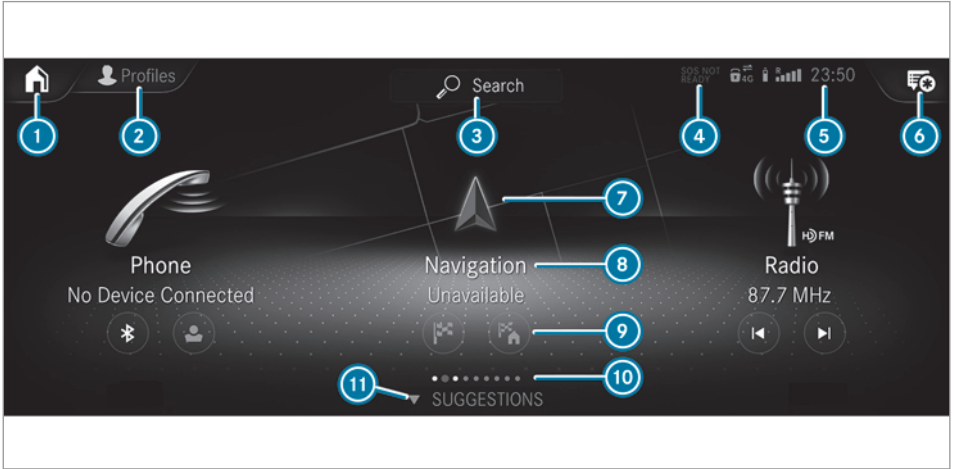 Profiles
Search
SOS NOT
READY
4G
R
23:50
1
2
3
4
5
6
7
HD FM
Phone
Navigation
8
Radio
No Device Connected
Unavailable
87.7 MHz
9
10
11
SUGGESTIONS